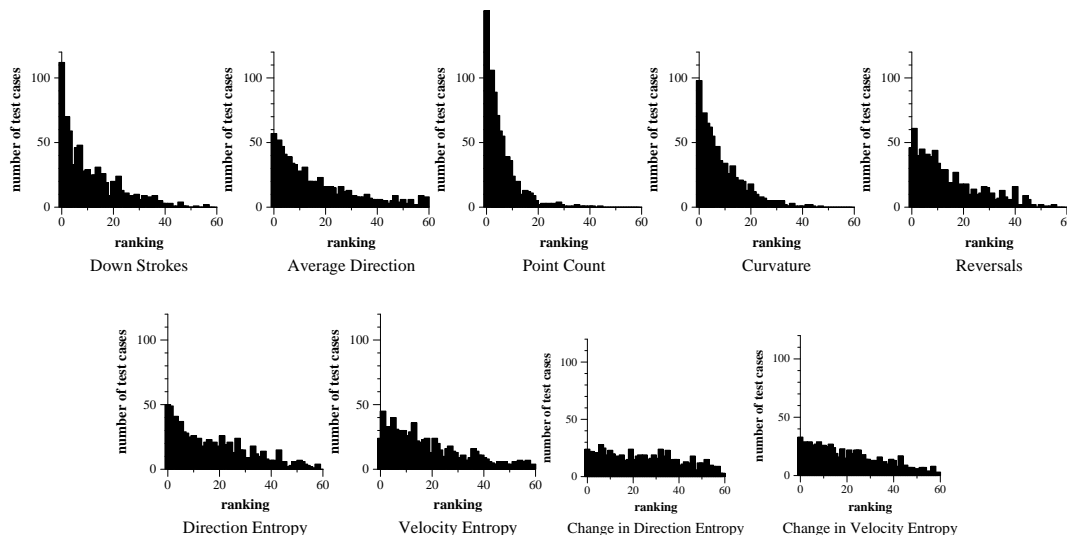 number of test cases
100
50
0
0 20 40 60
ranking
Down Strokes
number of test cases
100
50
0
0 20 40 60
ranking
Average Direction
number of test cases
100
50
0
0 20 40 60
ranking
Point Count
number of test cases
100
50
0
0 20 40 60
ranking
Curvature
number of test cases
100
50
0
0 20 40
ranking
Reversals
number of test cases
100
50
0
0 20 40 60
ranking
Direction Entropy
number of test cases
100
50
0
0 20 40 60
ranking
Velocity Entropy
number of test cases
100
50
0
0 20 40 60
ranking
Change in Direction Entropy
number of test cases
100
50
0
0 20 40 60
ranking
Change in Velocity Entropy